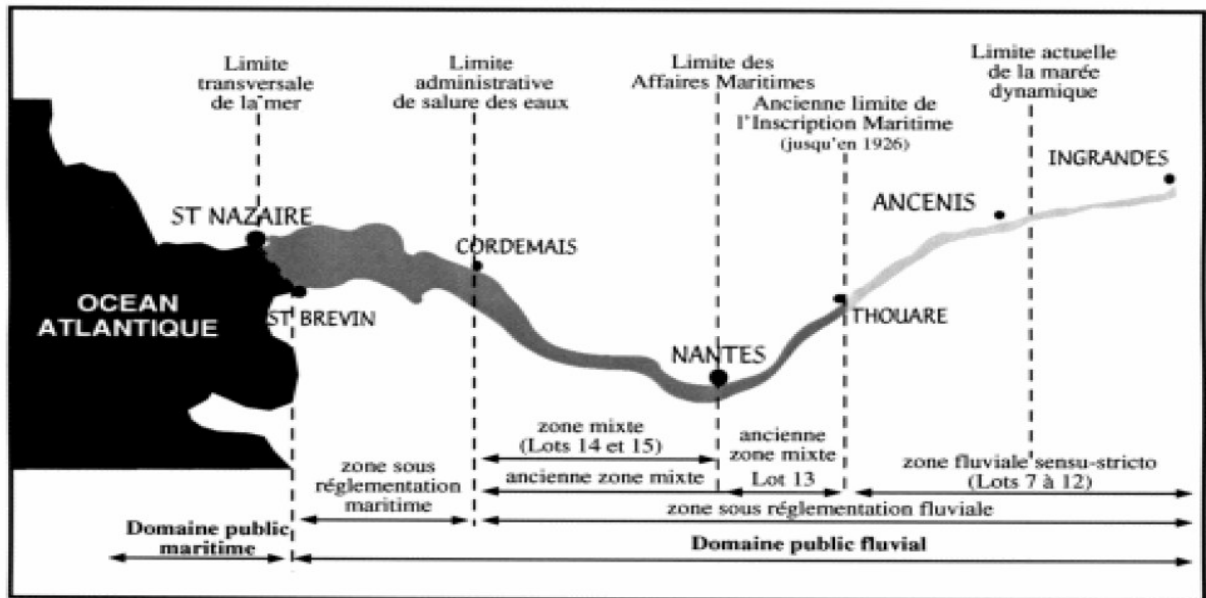 Limite
transversale
de la mer
Limite
administrative
de salure des eaux
Limite des
Affaires Maritimes
Ancienne limite de
l'Inscription Maritime
(jusqu'en 1926)
Limite actuelle
de la marée
dynamique
INGRANDES
ANCENIS
ST NAZAIRE
CORDEMAIS
OCEAN
ATLANTIQUE
ST BREVIN
THOUARE
NANTES
zone mixte
(Lots 14 et 15)
ancienne
zone mixte
Lot 13
zone fluviale sensu-stricto
(Lots 7 à 12)
zone sous
réglementation
maritime
ancienne zone mixte
zone sous réglementation fluviale
Domaine public
maritime
Domaine public fluvial